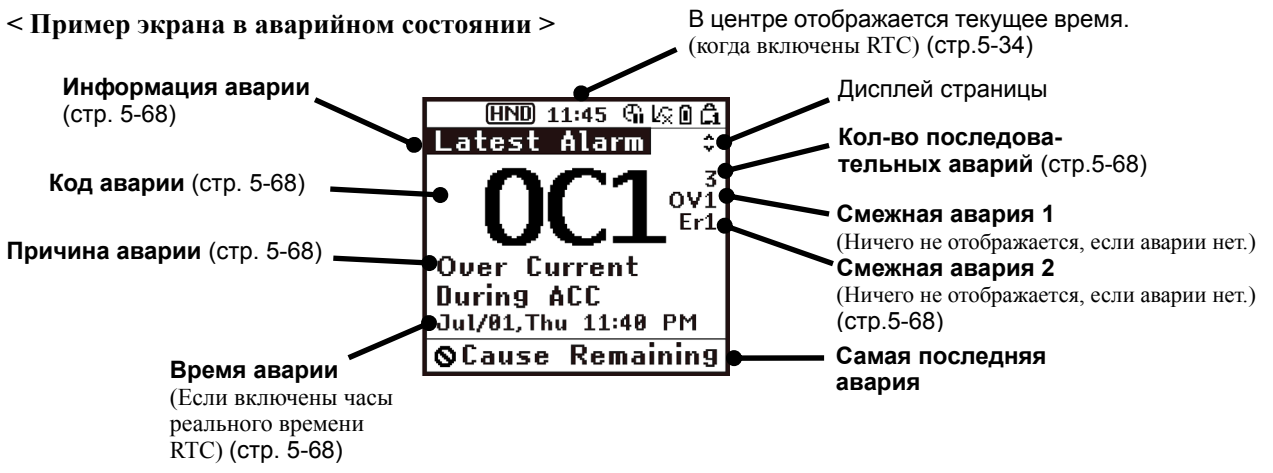 < Пример экрана в аварийном состоянии >
В центре отображается текущее время.
(когда включены RTC) (стр.5-34)
Информация аварии
(стр. 5-68)
Код аварии (стр. 5-68)
Причина аварии (стр. 5-68)
Время аварии
(Если включены часы
реального времени
RTC) (стр. 5-68)
HND 11:45
Latest Alarm
0C1
3
OV1
Er1
Over Current
During ACC
Jul/01,Thu 11:40 PM
Cause Remaining
Дисплей страницы
Кол-во последова-
тельных аварий (стр.5-68)
Смежная авария 1
(Ничего не отображается, если аварии нет.)
Смежная авария 2
(Ничего не отображается, если аварии нет.)
(стр.5-68)
Самая последняя
авария